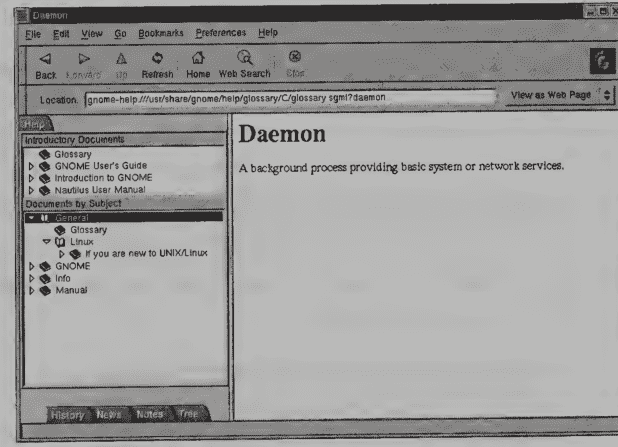 Daemon
File Edit View Go Bookmarks Preferences Help
Back Forward Up Refresh Home Web Search Stop
Location: gnome-help:///usr/share/gnome/help/glossary/C/glossary sgml?daemon View as Web Page
Help
Introductory Documents
Glossary
GNOME User's Guide
Introduction to GNOME
Nautilus User Manual
Documents by Subject
General
Glossary
Linux
If you are new to UNIX/Linux
GNOME
Info
Manual
Daemon
A background process providing basic system or network services.
History News Notes Tree